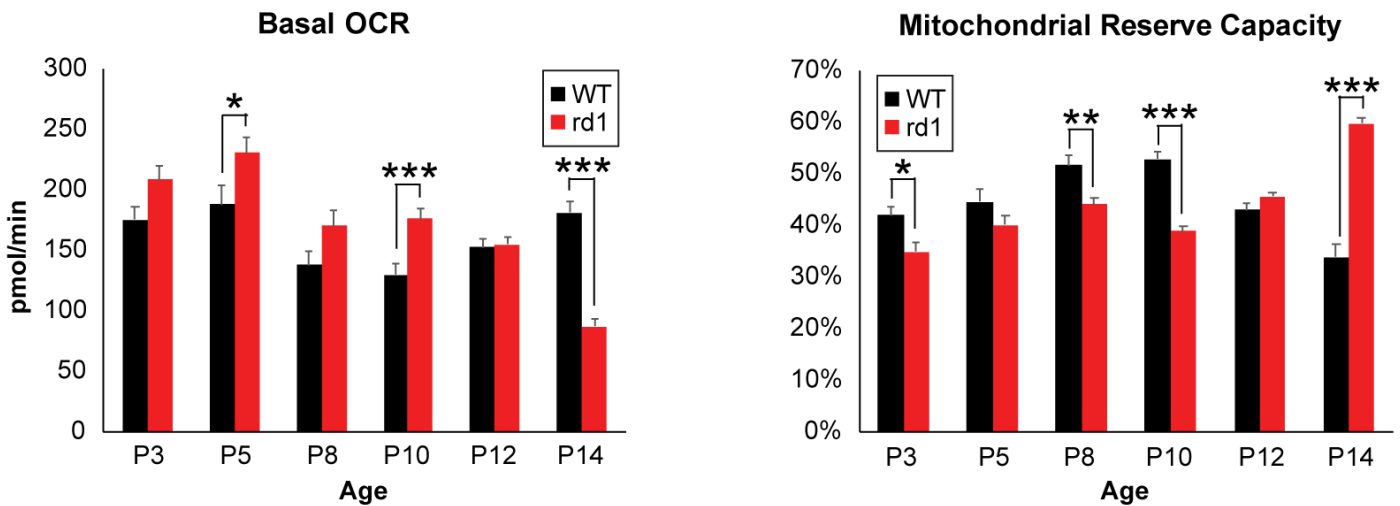 Basal OCR
300
250
200
150
100
50
0
pmol/min
WT
rd1
*
***
***
P3 P5 P8 P10 P12 P14
Age
Mitochondrial Reserve Capacity
70%
60%
50%
40%
30%
20%
10%
0%
WT
rd1
*
**
***
***
P3 P5 P8 P10 P12 P14
Age